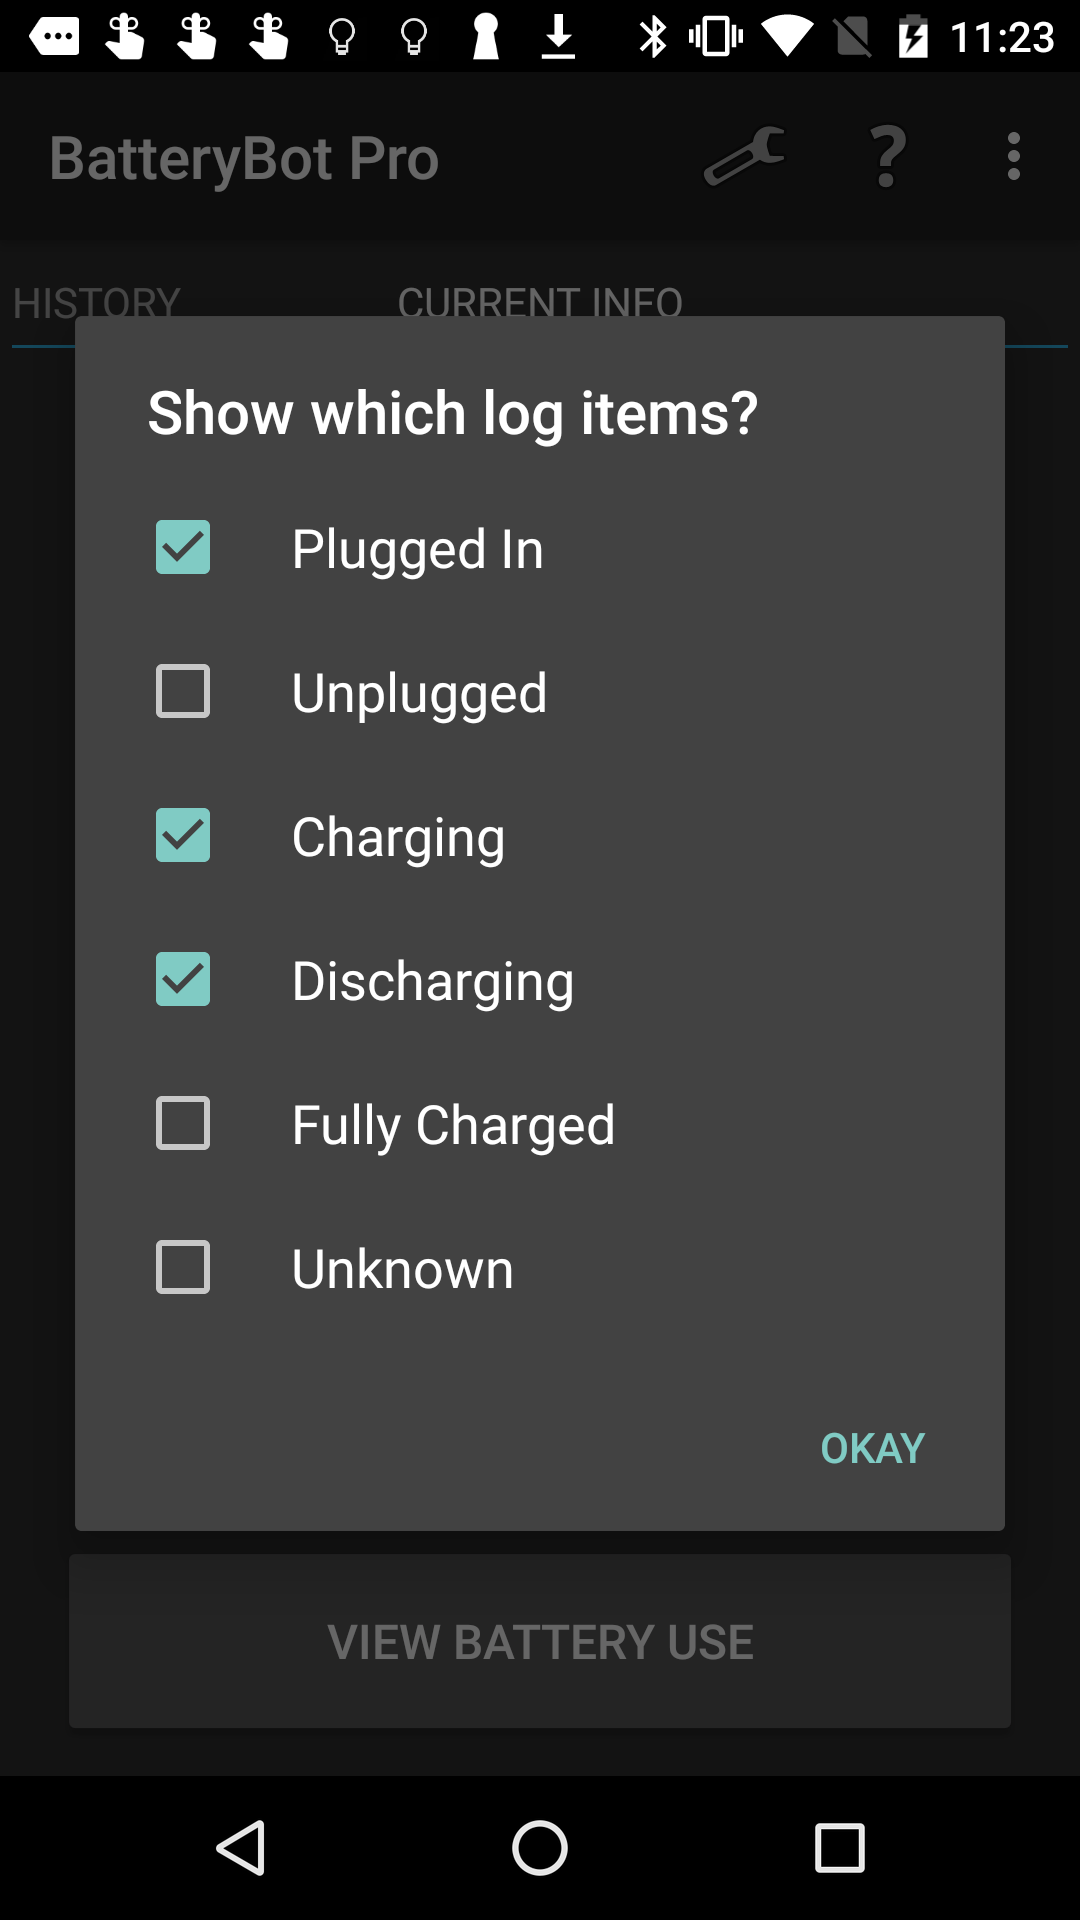 11:23
BatteryBot Pro
HISTORY CURRENT INFO
Show which log items?
Plugged In
Unplugged
Charging
Discharging
Fully Charged
Unknown
OKAY
VIEW BATTERY USE